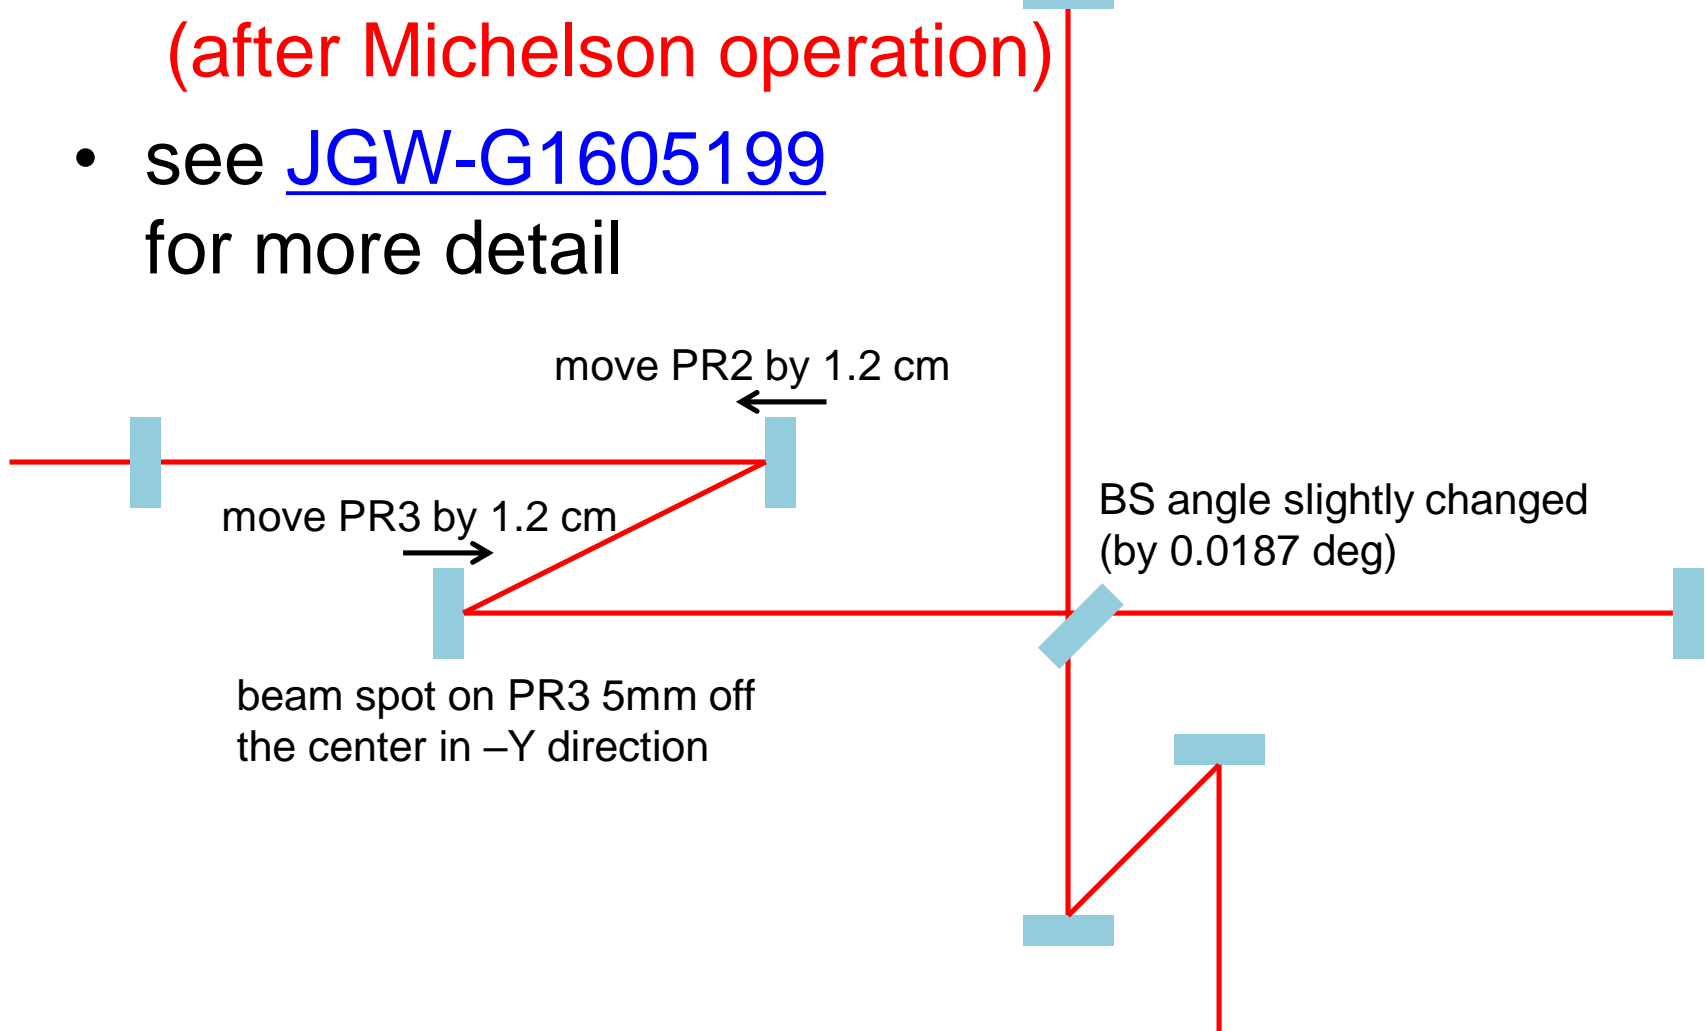 (after Michelson operation)
• see JGW-G1605199
for more detail
move PR2 by 1.2 cm
move PR3 by 1.2 cm
BS angle slightly changed
(by 0.0187 deg)
beam spot on PR3 5mm off
the center in –Y direction